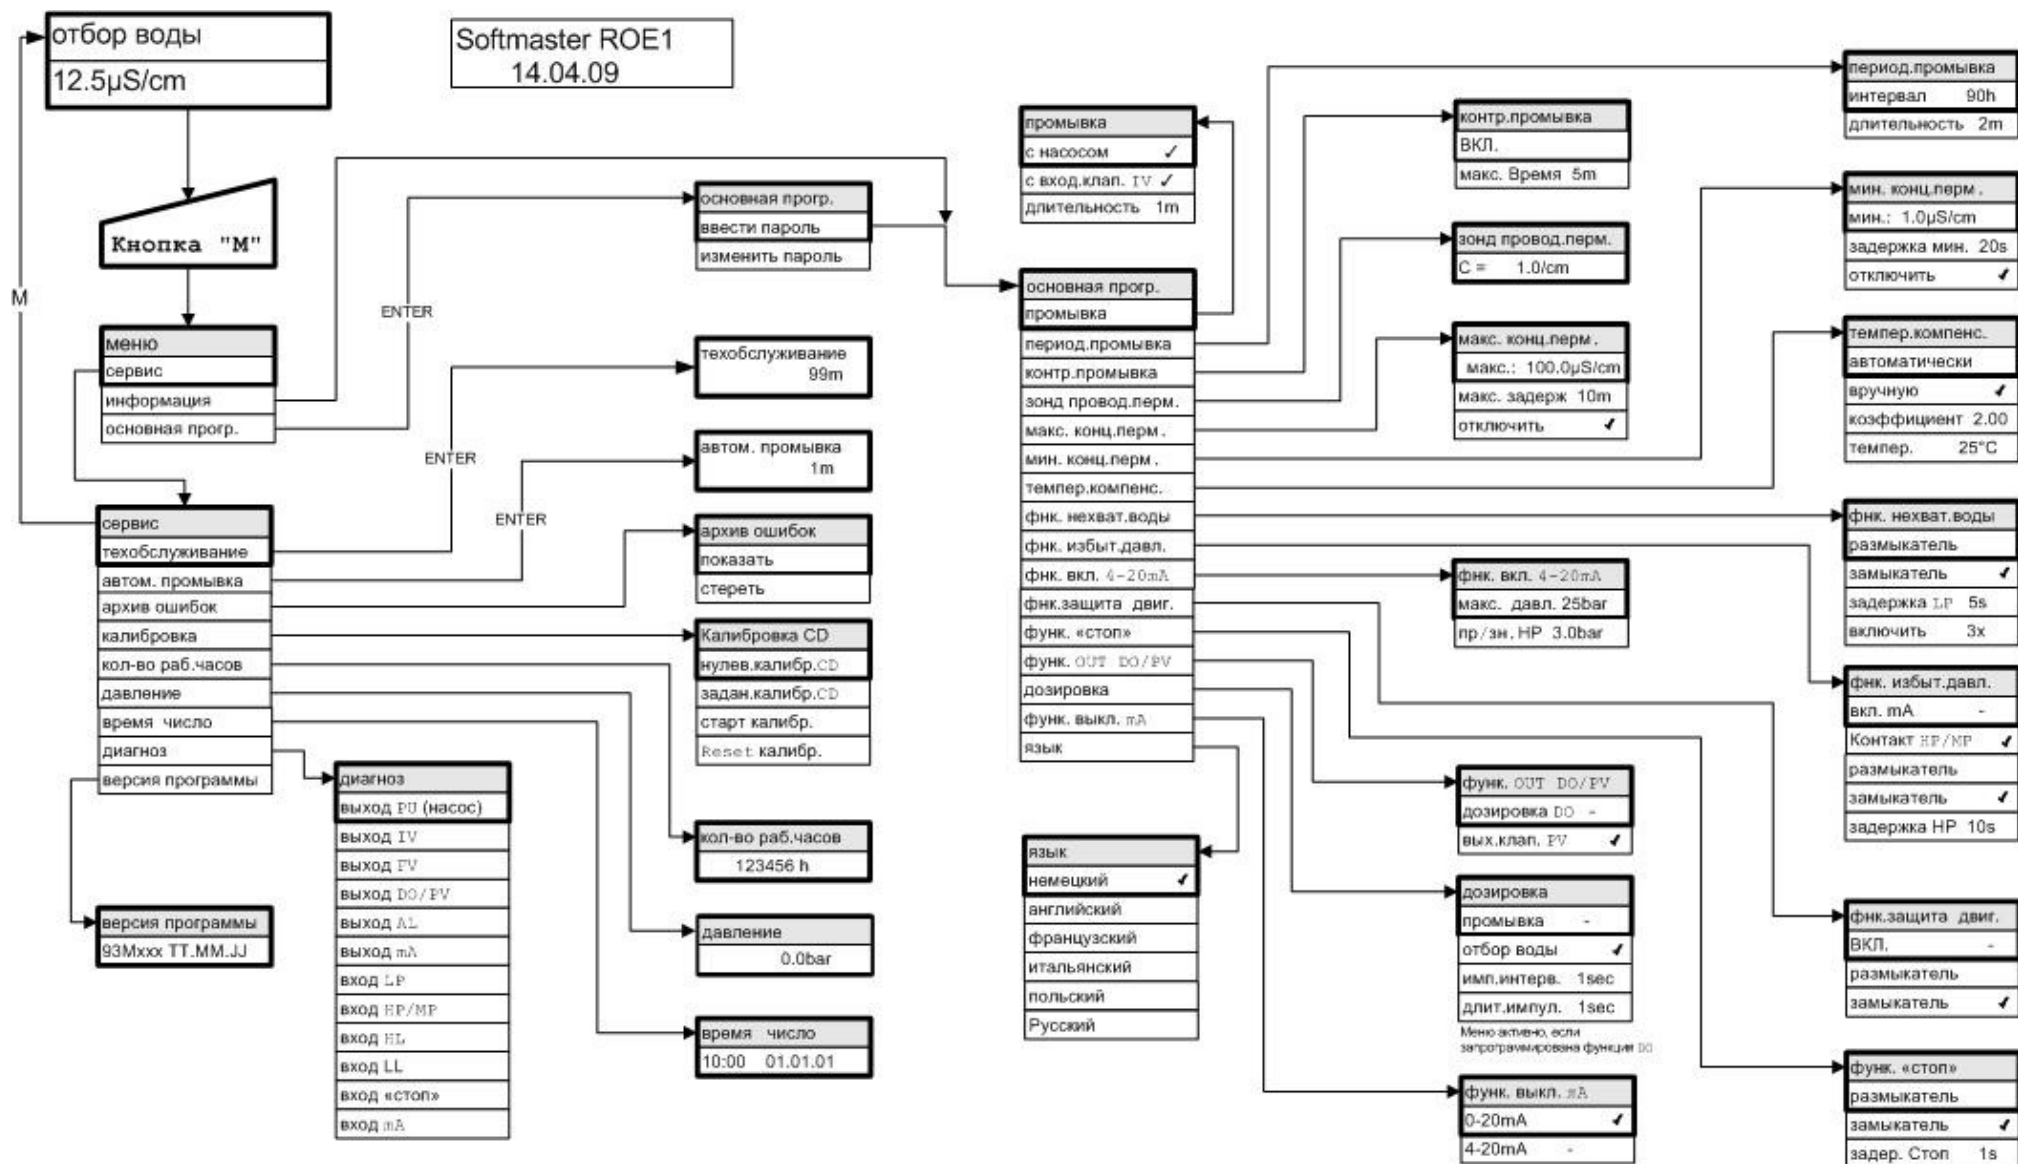 отбор воды
12.5µS/cm
Softmaster ROE1
14.04.09
Кнопка "М"
М
меню
сервис
информация
основная прогр.
сервис
техобслуживание
автом. промывка
архив ошибок
калибровка
кол-во раб.часов
давление
время число
диагноз
версия программы
версия программы
93Mxxx TT.MM.JJ
диагноз
выход PU (насос)
выход IV
выход FV
выход DO/PV
выход AL
выход mA
вход LP
вход HP/MP
вход HL
вход LL
вход «стоп»
вход mA
ENTER
ENTER
ENTER
основная прогр.
ввести пароль
изменить пароль
техобслуживание
99m
автом. промывка
1m
архив ошибок
показать
стереть
Калибровка CD
нулев.калибр.CD
задан.калибр.CD
старт калибр.
Reset калибр.
кол-во раб.часов
123456 h
давление
0.0bar
время число
10:00 01.01.01
промывка
с насосом ✓
с вход.клап. IV ✓
длительность 1m
основная прогр.
промывка
период.промывка
контр.промывка
зонд провод.перм.
макс. конц.перм.
мин. конц.перм.
темпер.компенс.
фнк. нехват.воды
фнк. избыт.давл.
фнк. вкл. 4-20mA
фнк.защита двиг.
функ. «стоп»
функ. OUT DO/PV
дозировка
функ. выкл. mA
язык
язык
немецкий ✓
английский
французский
итальянский
польский
Русский
контр.промывка
ВКЛ.
макс. Время 5m
зонд провод.перм.
C = 1.0/cm
макс. конц.перм.
макс.: 100.0µS/cm
макс. задерж 10m
отключить ✓
фнк. вкл. 4-20mA
макс. давл. 25bar
пр/зн. HP 3.0bar
функ. OUT DO/PV
дозировка DO -
вых.клап. PV ✓
дозировка
промывка -
отбор воды ✓
имп.интерв. 1sec
длит.импул. 1sec
Меню активно, если
запрограммирована функция DO
функ. выкл. mA
0-20mA ✓
4-20mA -
период.промывка
интервал 90h
длительность 2m
мин. конц.перм.
мин.: 1.0µS/cm
задержка мин. 20s
отключить ✓
темпер.компенс.
автоматически
вручную ✓
коэффициент 2.00
темпер. 25°C
фнк. нехват.воды
размыкатель
замыкатель ✓
задержка LP 5s
включить 3x
фнк. избыт.давл.
вкл. mA -
Контакт HP/MP ✓
размыкатель
замыкатель ✓
задержка HP 10s
фнк.защита двиг.
ВКЛ. -
размыкатель
замыкатель ✓
функ. «стоп»
размыкатель
замыкатель ✓
задер. Стоп 1s